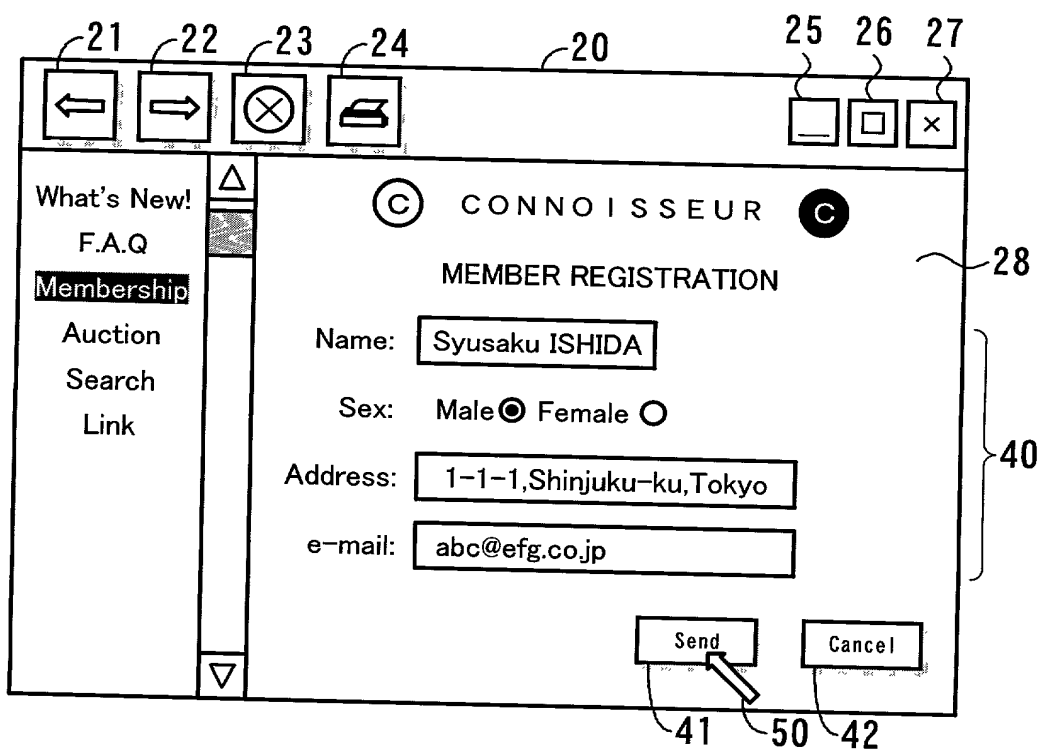 21 22 23 24 20 25 26 27
What's New!
F.A.Q
Membership
Auction
Search
Link
C CONNOISSEUR C
28
MEMBER REGISTRATION
Name: Syusaku ISHIDA
Sex: Male Female
Address: 1-1-1,Shinjuku-ku,Tokyo
e-mail: abc@efg.co.jp
40
Send Cancel
41 50 42